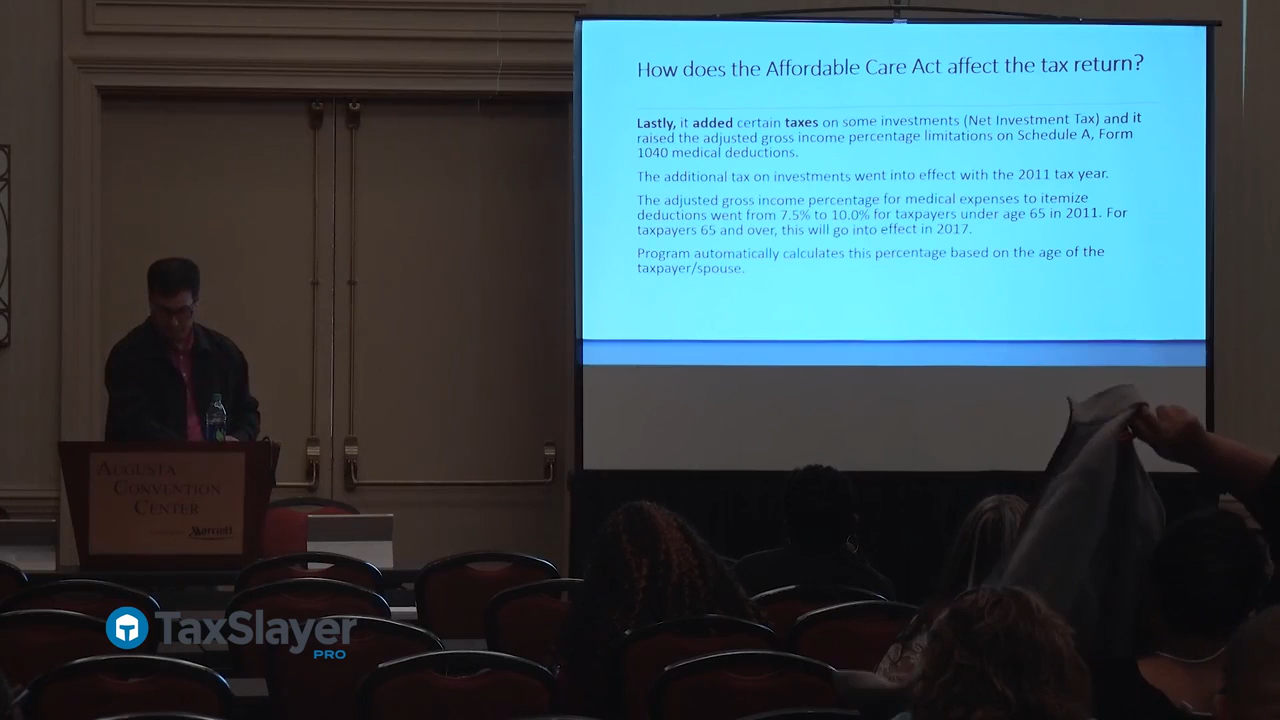 How does the Affordable Care Act affect the tax return?
Lastly, it added certain taxes on some investments (Net Investment Tax) and it
raised the adjusted gross income percentage limitations on Schedule A, Form
1040 medical deductions.
The additional tax on investments went into effect with the 2011 tax year.
The adjusted gross income percentage for medical expenses to itemize
deductions went from 7.5% to 10.0% for taxpayers under age 65 in 2011. For
taxpayers 65 and over, this will go into effect in 2017.
Program automatically calculates this percentage based on the age of the
taxpayer/spouse.
AUGUSTA
CONVENTION
CENTER
Marriott
TaxSlayer
PRO